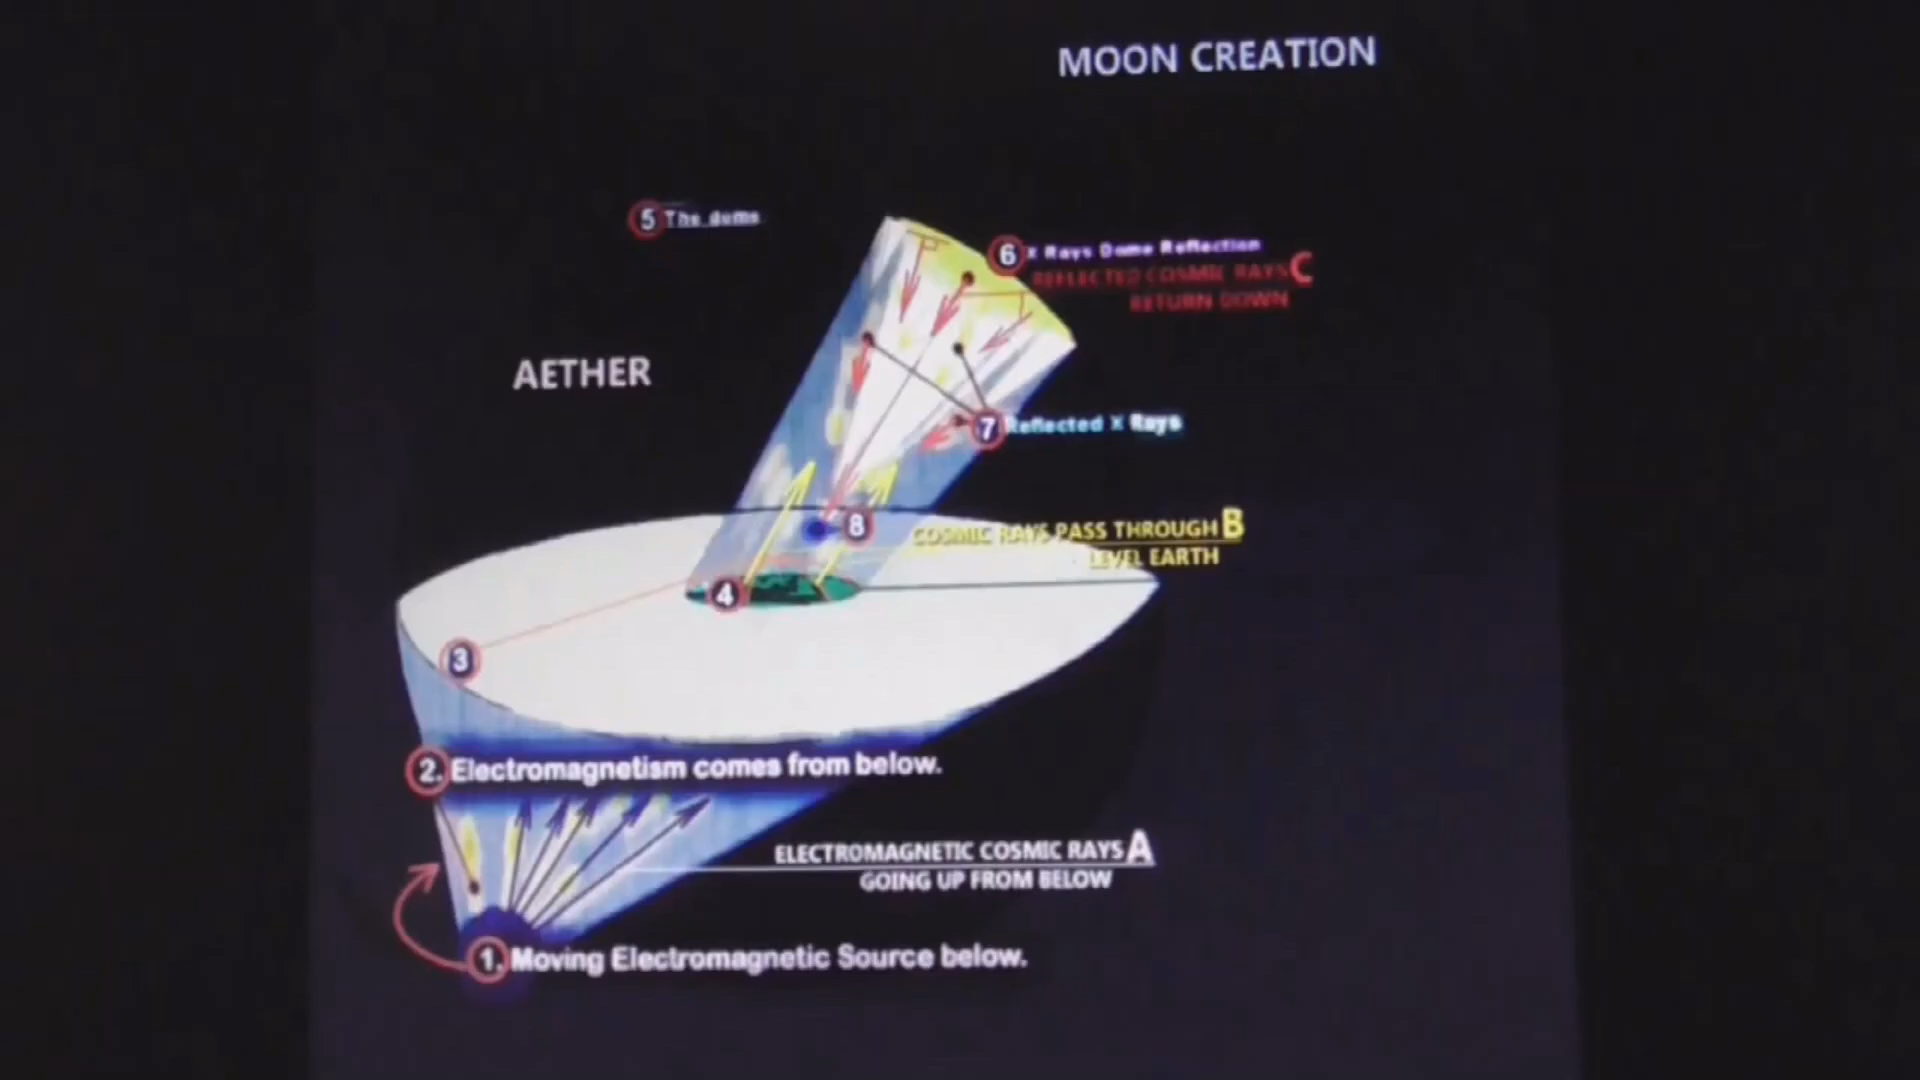 MOON CREATION
5 The dome
6 X Rays Dome Reflection
REFLECTED COSMIC RAYS C
RETURN DOWN
AETHER
7 Reflected X Rays
8
COSMIC RAYS PASS THROUGH B
LEVEL EARTH
4
3
2. Electromagnetism comes from below.
ELECTROMAGNETIC COSMIC RAYS A
GOING UP FROM BELOW
1. Moving Electromagnetic Source below.